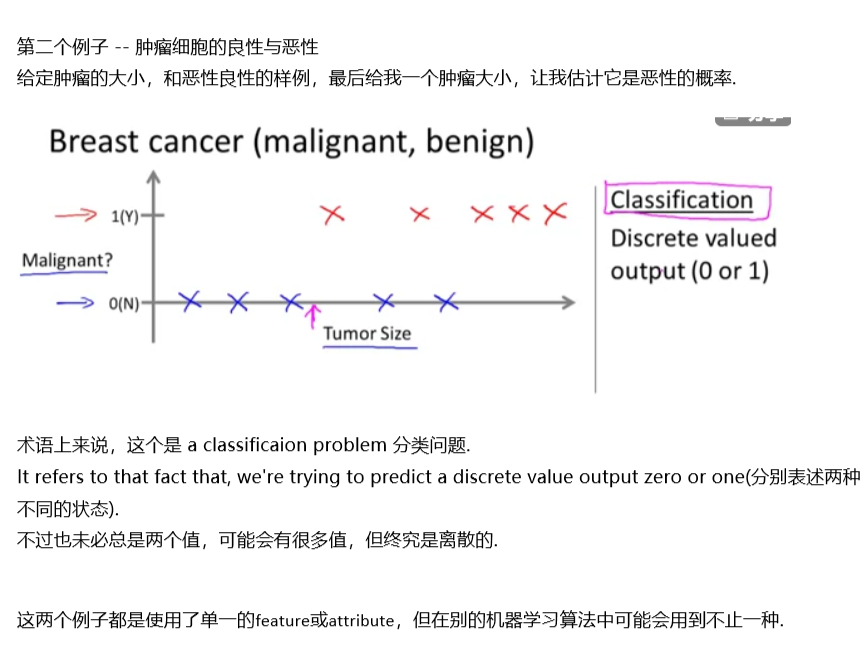 第二个例子 -- 肿瘤细胞的良性与恶性
给定肿瘤的大小，和恶性良性的样例，最后给我一个肿瘤大小，让我估计它是恶性的概率.
Breast cancer (malignant, benign)
1(Y)
Malignant?
0(N)
Tumor Size
Classification
Discrete valued
output (0 or 1)
术语上来说，这个是 a classificaion problem 分类问题.
It refers to that fact that, we're trying to predict a discrete value output zero or one(分别表述两种
不同的状态).
不过也未必总是两个值，可能会有很多值，但终究是离散的.
这两个例子都是使用了单一的feature或attribute，但在别的机器学习算法中可能会用到不止一种.